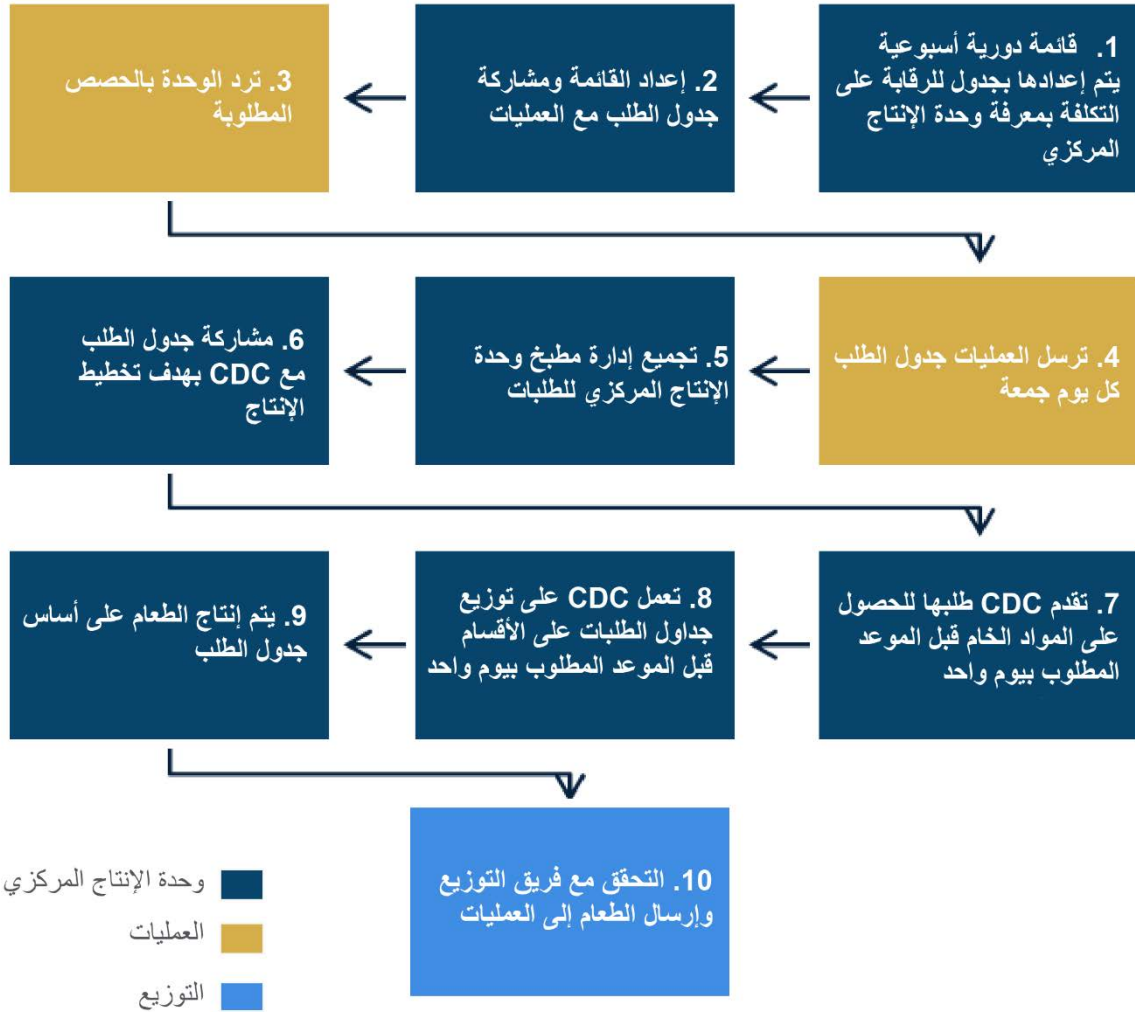 1. قائمة دورية أسبوعية
يتم إعدادها بجدول للرقابة على
التكلفة بمعرفة وحدة الإنتاج
المركزي
2. إعداد القائمة ومشاركة
جدول الطلب مع العمليات
3. ترد الوحدة بالحصص
المطلوبة
4. ترسل العمليات جدول الطلب
كل يوم جمعة
5. تجميع إدارة مطبخ وحدة
الإنتاج المركزي للطلبات
6. مشاركة جدول الطلب
مع CDC بهدف تخطيط
الإنتاج
7. تقدم CDC طلبها للحصول
على المواد الخام قبل الموعد
المطلوب بيوم واحد
8. تعمل CDC على توزيع
جداول الطلبات على الأقسام
قبل الموعد المطلوب بيوم واحد
9. يتم إنتاج الطعام على أساس
جدول الطلب
10. التحقق مع فريق التوزيع
وإرسال الطعام إلى العمليات
وحدة الإنتاج المركزي
العمليات
التوزيع